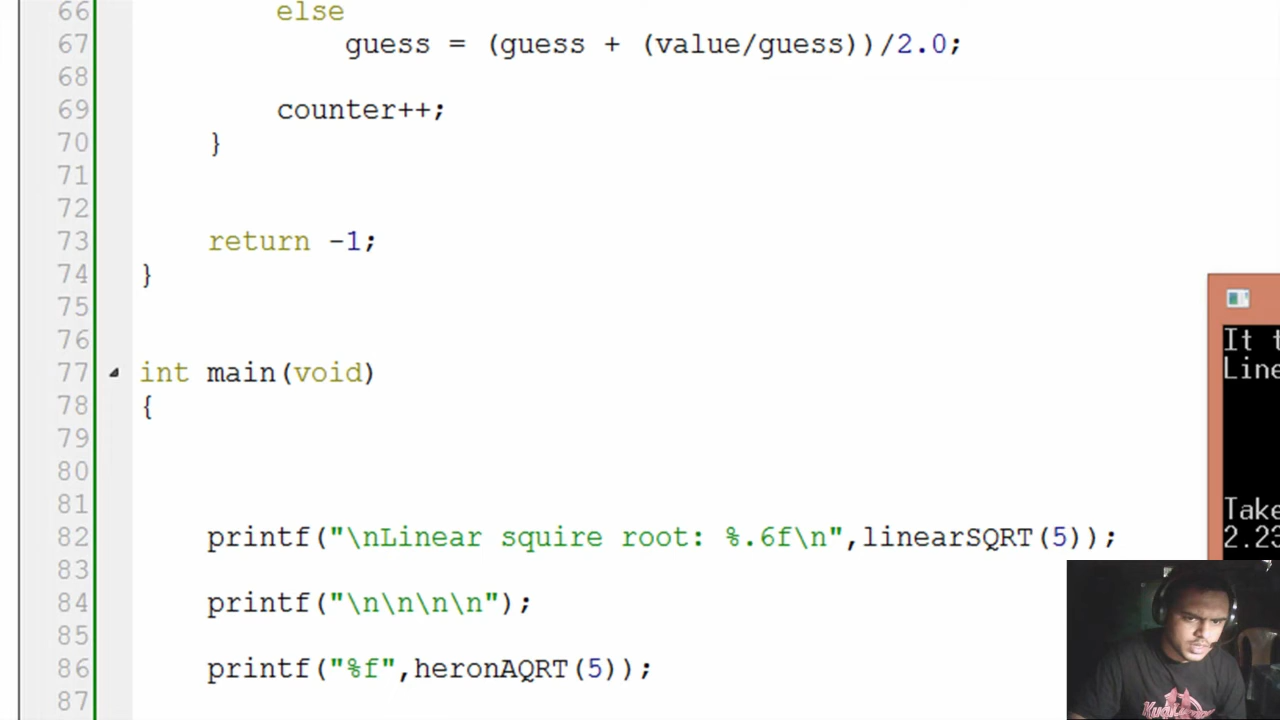 66 else
67 guess = (guess + (value/guess))/2.0;
68
69 counter++;
70 }
71
72
73 return -1;
74 }
75
76
77 int main(void)
78 {
79
80
81
82 printf("\nLinear squire root: %.6f\n",linearSQRT(5));
83
84 printf("\n\n\n\n");
85
86 printf("%f",heronAQRT(5));
87
It t
Line
Take
2.23